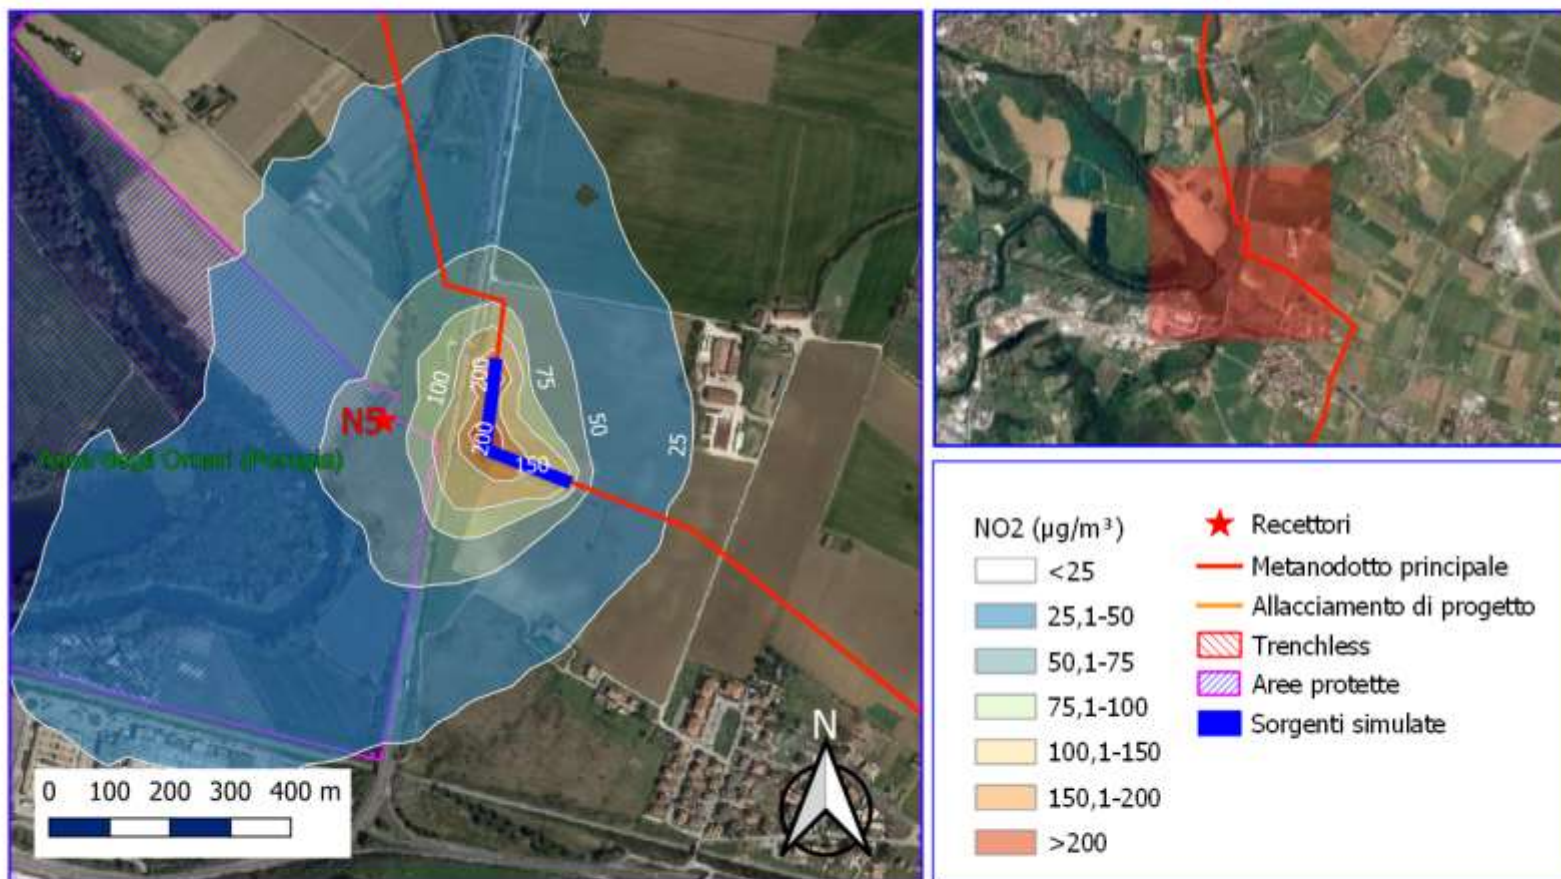 200
100
75
N5
200
50
25
150
N
0 100 200 300 400 m
NO2 (µg/m³)
<25
25,1-50
50,1-75
75,1-100
100,1-150
150,1-200
>200
Recettori
Metanodotto principale
Allacciamento di progetto
Trenchless
Aree protette
Sorgenti simulate